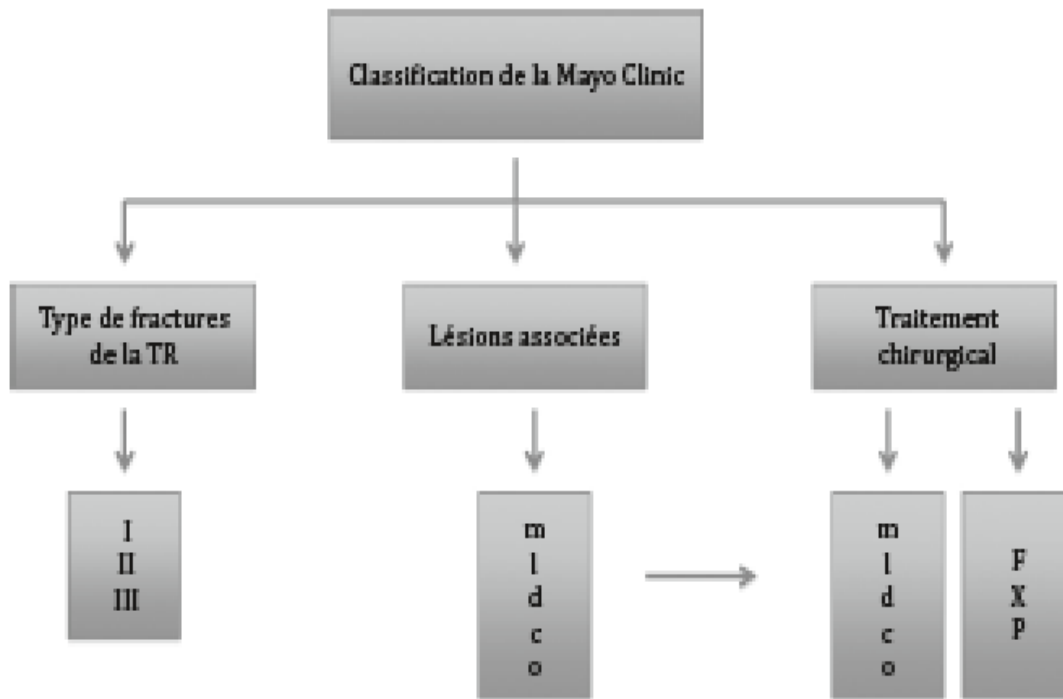 Classification de la Mayo Clinic
Type de fractures
de la TR
Lésions associées
Traitement
chirurgical
I
II
III
m
l
d
c
o
m
l
d
c
o
F
X
P